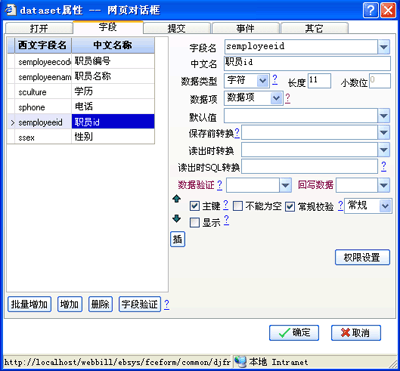 dataset属性 -- 网页对话框
打开 字段 提交 事件 其它
西文字段名 中文名称
semployeecode 职员编号
semployeenam 职员名称
sculture 学历
sphone 电话
semployeeid 职员id
ssex 性别
字段名 semployeeid
中文名 职员id
数据类型 字符 ? 长度 11 小数位 0
数据项 数据项 ?
默认值
保存前转换 ?
读出时转换
读出时SQL转换 ?
数据验证 ? 回写数据
主键 ? 不能为空 常规校验 ? 常规
显示 ?
插
权限设置
批量增加 增加 删除 字段验证 ?
确定 取消
http://localhost/webbill/ebsys/fceform/common/djfr 本地 Intranet